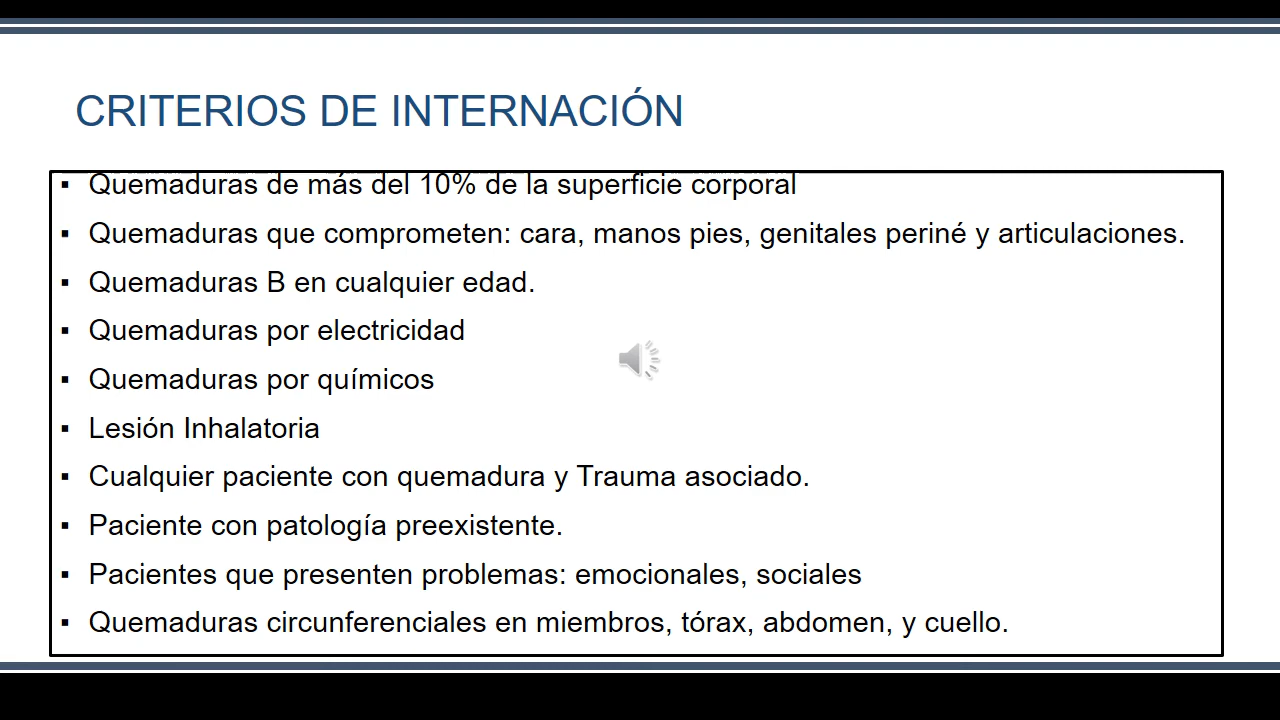 CRITERIOS DE INTERNACIÓN
▪ Quemaduras de más del 10% de la superficie corporal
▪ Quemaduras que comprometen: cara, manos pies, genitales periné y articulaciones.
▪ Quemaduras B en cualquier edad.
▪ Quemaduras por electricidad
▪ Quemaduras por químicos
▪ Lesión Inhalatoria
▪ Cualquier paciente con quemadura y Trauma asociado.
▪ Paciente con patología preexistente.
▪ Pacientes que presenten problemas: emocionales, sociales
▪ Quemaduras circunferenciales en miembros, tórax, abdomen, y cuello.